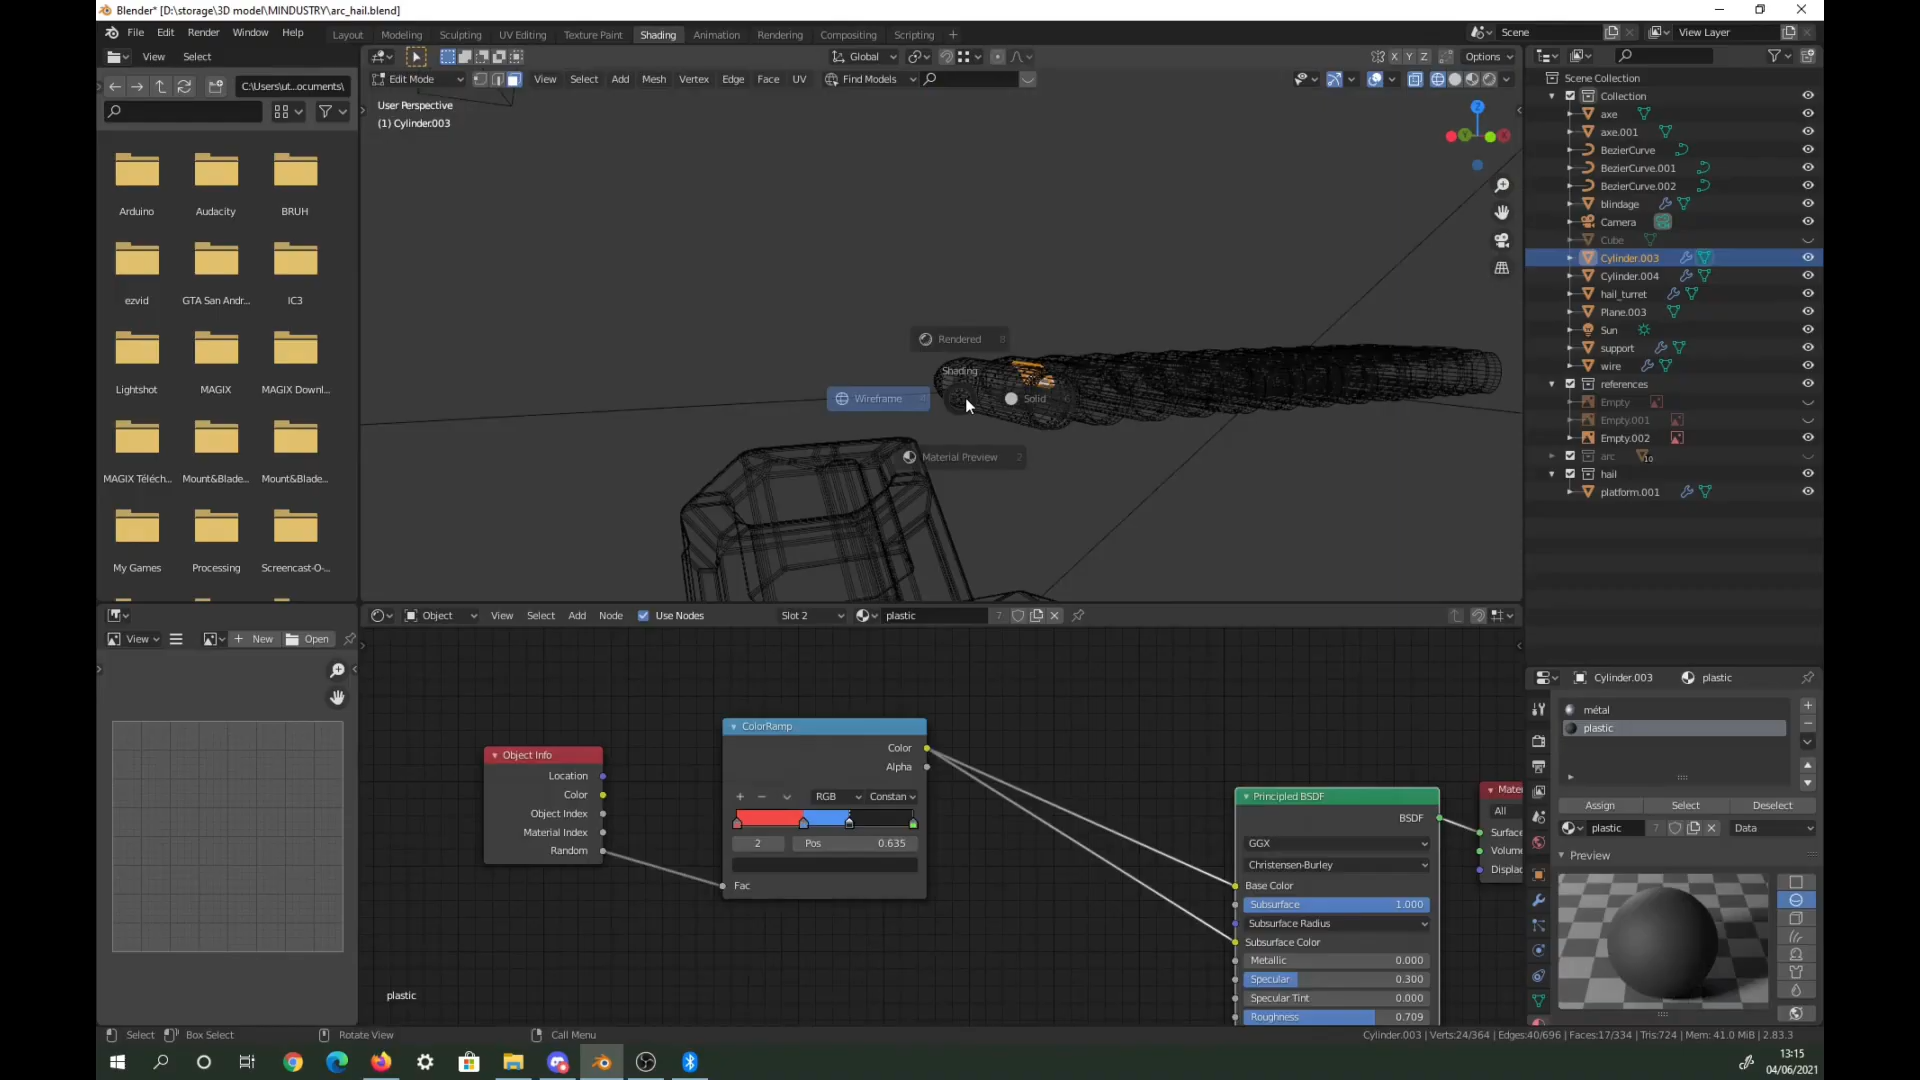 Blender* [D:\storage\3D model\MINDUSTRY\arc_hail.blend]
File Edit Render Window Help
Layout Modeling Sculpting UV Editing Texture Paint Shading Animation Rendering Compositing Scripting +
Scene
View Layer
View Select
Global
X Y Z
Options
C:\Users\ut...ocuments\
Edit Mode
View Select Add Mesh Vertex Edge Face UV
Find Models
User Perspective
(1) Cylinder.003
Arduino
Audacity
BRUH
ezvid
GTA San Andr...
IC3
Lightshot
MAGIX
MAGIX Downl...
MAGIX Téléch...
Mount&Blade...
Mount&Blade...
My Games
Processing
Screencast-O-...
Z
Y
Rendered 8
Shading
Wireframe
Solid
Material Preview 2
Scene Collection
Collection
axe
axe.001
BezierCurve
BezierCurve.001
BezierCurve.002
blindage
Camera
Cube
Cylinder.003
Cylinder.004
hail_turret
Plane.003
Sun
support
wire
references
Empty
Empty.001
Empty.002
arc
10
hail
platform.001
View
New
Open
Object
View Select Add Node
Use Nodes
Slot 2
plastic
7
Object Info
Location
Color
Object Index
Material Index
Random
ColorRamp
Color
Alpha
RGB
Constan
2
Pos 0.635
Fac
Principled BSDF
BSDF
GGX
Christensen-Burley
Base Color
Subsurface 1.000
Subsurface Radius
Subsurface Color
Metallic 0.000
Specular 0.300
Specular Tint 0.000
Roughness 0.709
Mater
All
Surface
Volum
Displac
plastic
Cylinder.003
plastic
métal
plastic
Assign
Select
Deselect
plastic
7
Data
Preview
Select
Box Select
Rotate View
Call Menu
Cylinder.003 | Verts:24/364 | Edges:40/696 | Faces:17/334 | Tris:724 | Mem: 41.0 MiB | 2.83.3
13:15
04/06/2021